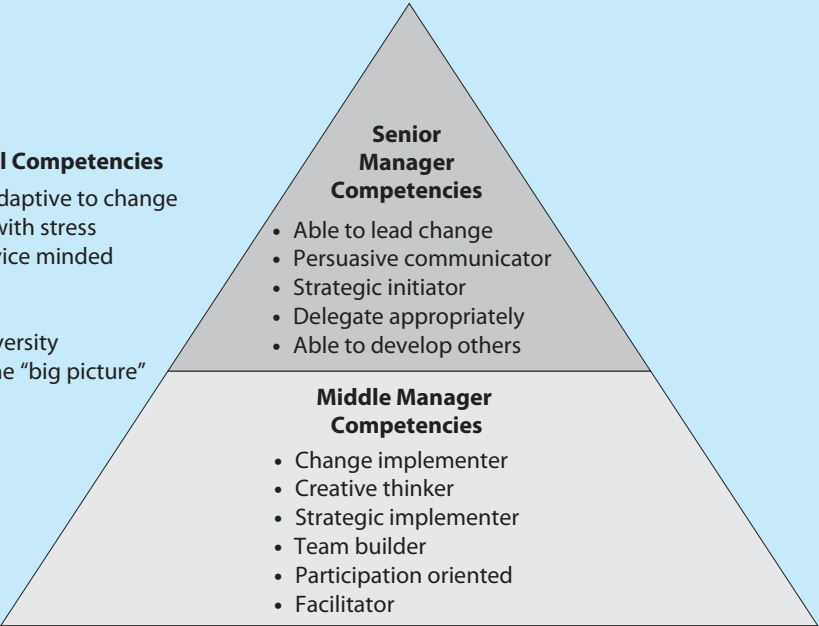 l Competencies
daptive to change
with stress
vice minded
versity
he “big picture”
Senior
Manager
Competencies
• Able to lead change
• Persuasive communicator
• Strategic initiator
• Delegate appropriately
• Able to develop others
Middle Manager
Competencies
• Change implementer
• Creative thinker
• Strategic implementer
• Team builder
• Participation oriented
• Facilitator